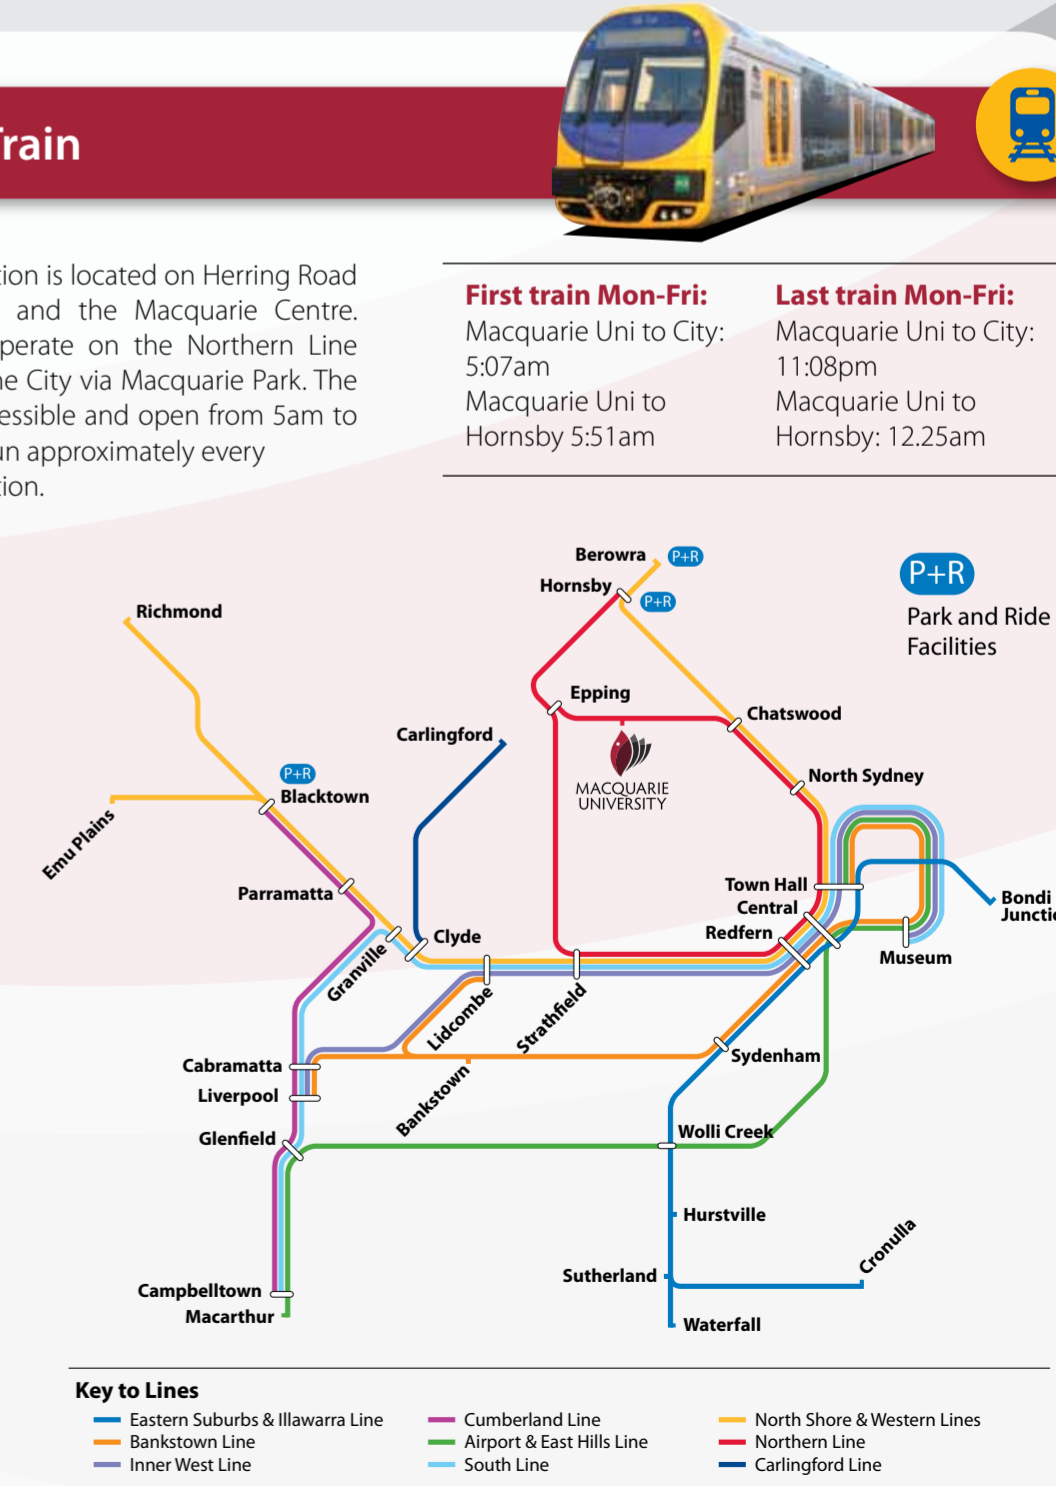 Train
tion is located on Herring Road
and the Macquarie Centre.
perate on the Northern Line
he City via Macquarie Park. The
essible and open from 5am to
un approximately every
tion.
First train Mon-Fri:
Macquarie Uni to City:
5:07am
Macquarie Uni to
Hornsby 5:51am
Last train Mon-Fri:
Macquarie Uni to City:
11:08pm
Macquarie Uni to
Hornsby: 12.25am
P+R
Park and Ride
Facilities
Berowra
P+R
Hornsby
P+R
Richmond
Epping
Chatswood
Carlingford
MACQUARIE
UNIVERSITY
North Sydney
P+R
Blacktown
Emu Plains
Parramatta
Town Hall
Central
Redfern
Bondi
Juncti
Museum
Clyde
Granville
Lidcombe
Strathfield
Sydenham
Cabramatta
Liverpool
Bankstown
Glenfield
Wolli Creek
Hurstville
Cronulla
Sutherland
Campbelltown
Macarthur
Waterfall
Key to Lines
Eastern Suburbs & Illawarra Line
Bankstown Line
Inner West Line
Cumberland Line
Airport & East Hills Line
South Line
North Shore & Western Lines
Northern Line
Carlingford Line